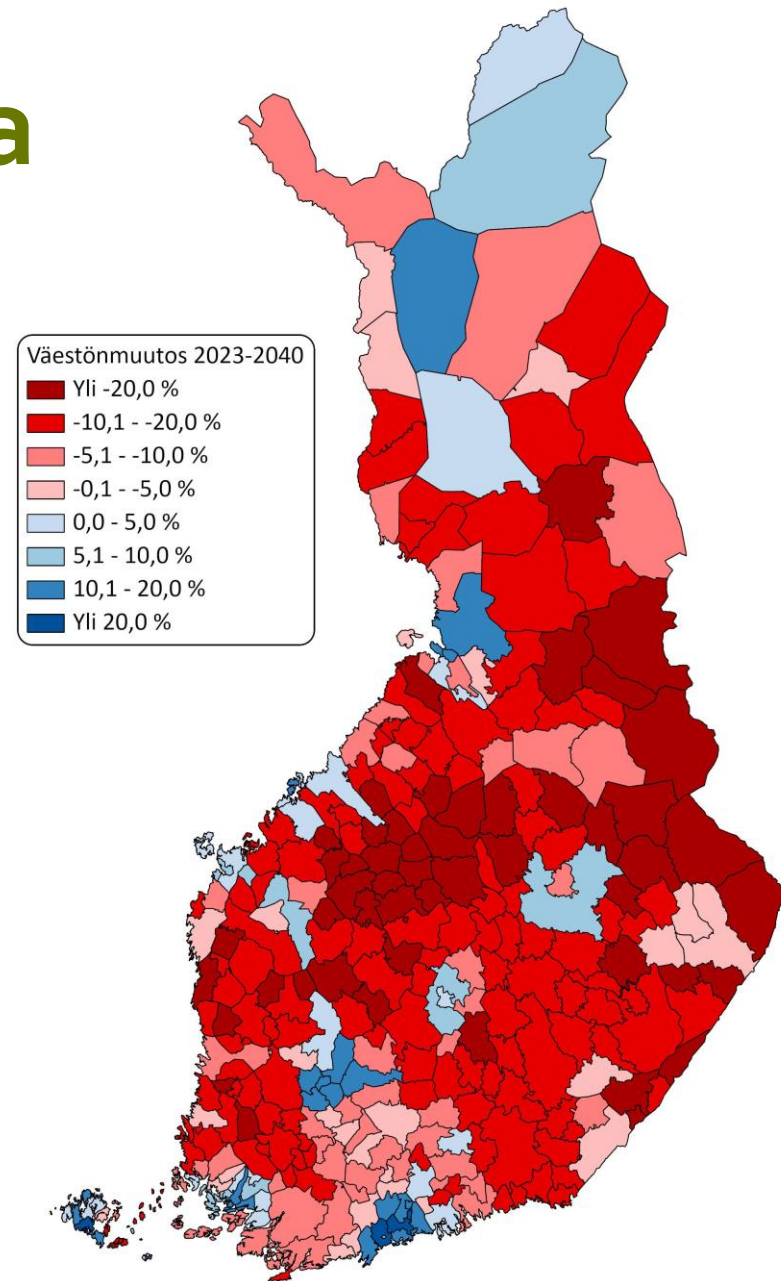 a
Väestönmuutos 2023-2040
Yli -20,0 %
-10,1 - -20,0 %
-5,1 - -10,0 %
-0,1 - -5,0 %
0,0 - 5,0 %
5,1 - 10,0 %
10,1 - 20,0 %
Yli 20,0 %